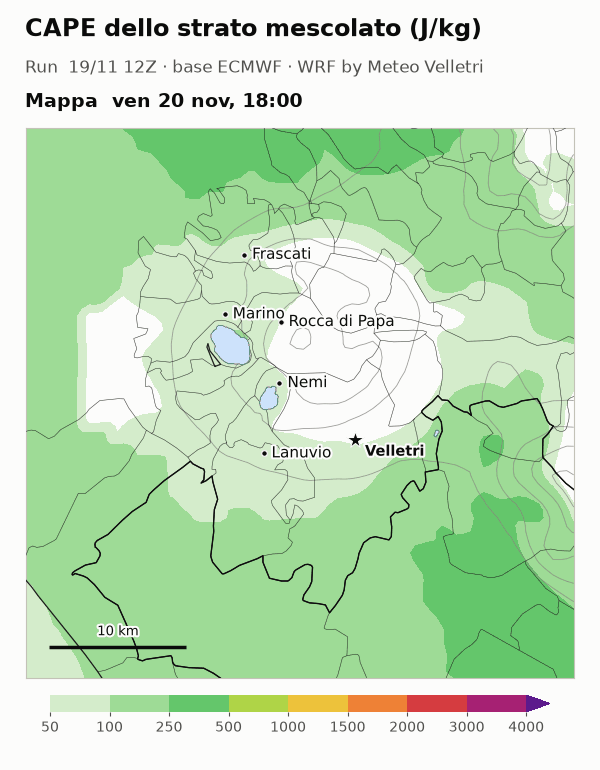 CAPE dello strato mescolato (J/kg)
Run  19/11 12Z · base ECMWF · WRF by Meteo Velletri
Mappa  ven 20 nov, 18:00
Frascati
Marino
Rocca di Papa
Nemi
Velletri
Lanuvio
10 km
50 100 250 500 1000 1500 2000 3000 4000